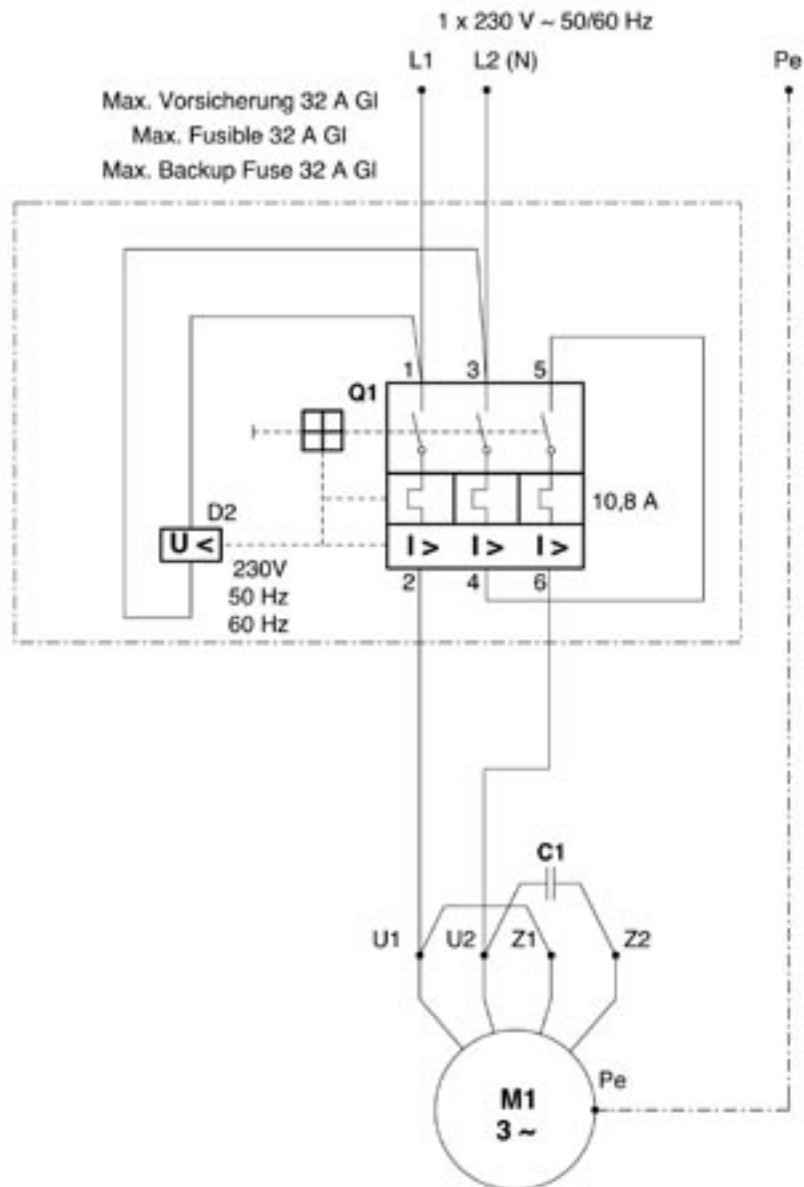 1 x 230 V ~ 50/60 Hz
L1 L2 (N) Pe
Max. Vorsicherung 32 A Gl
Max. Fusible 32 A Gl
Max. Backup Fuse 32 A Gl
1 3 5
Q1
10,8 A
D2
U <
I > I > I >
230V
50 Hz
60 Hz
2 4 6
C1
U1 U2 Z1 Z2
Pe
M1
3 ~